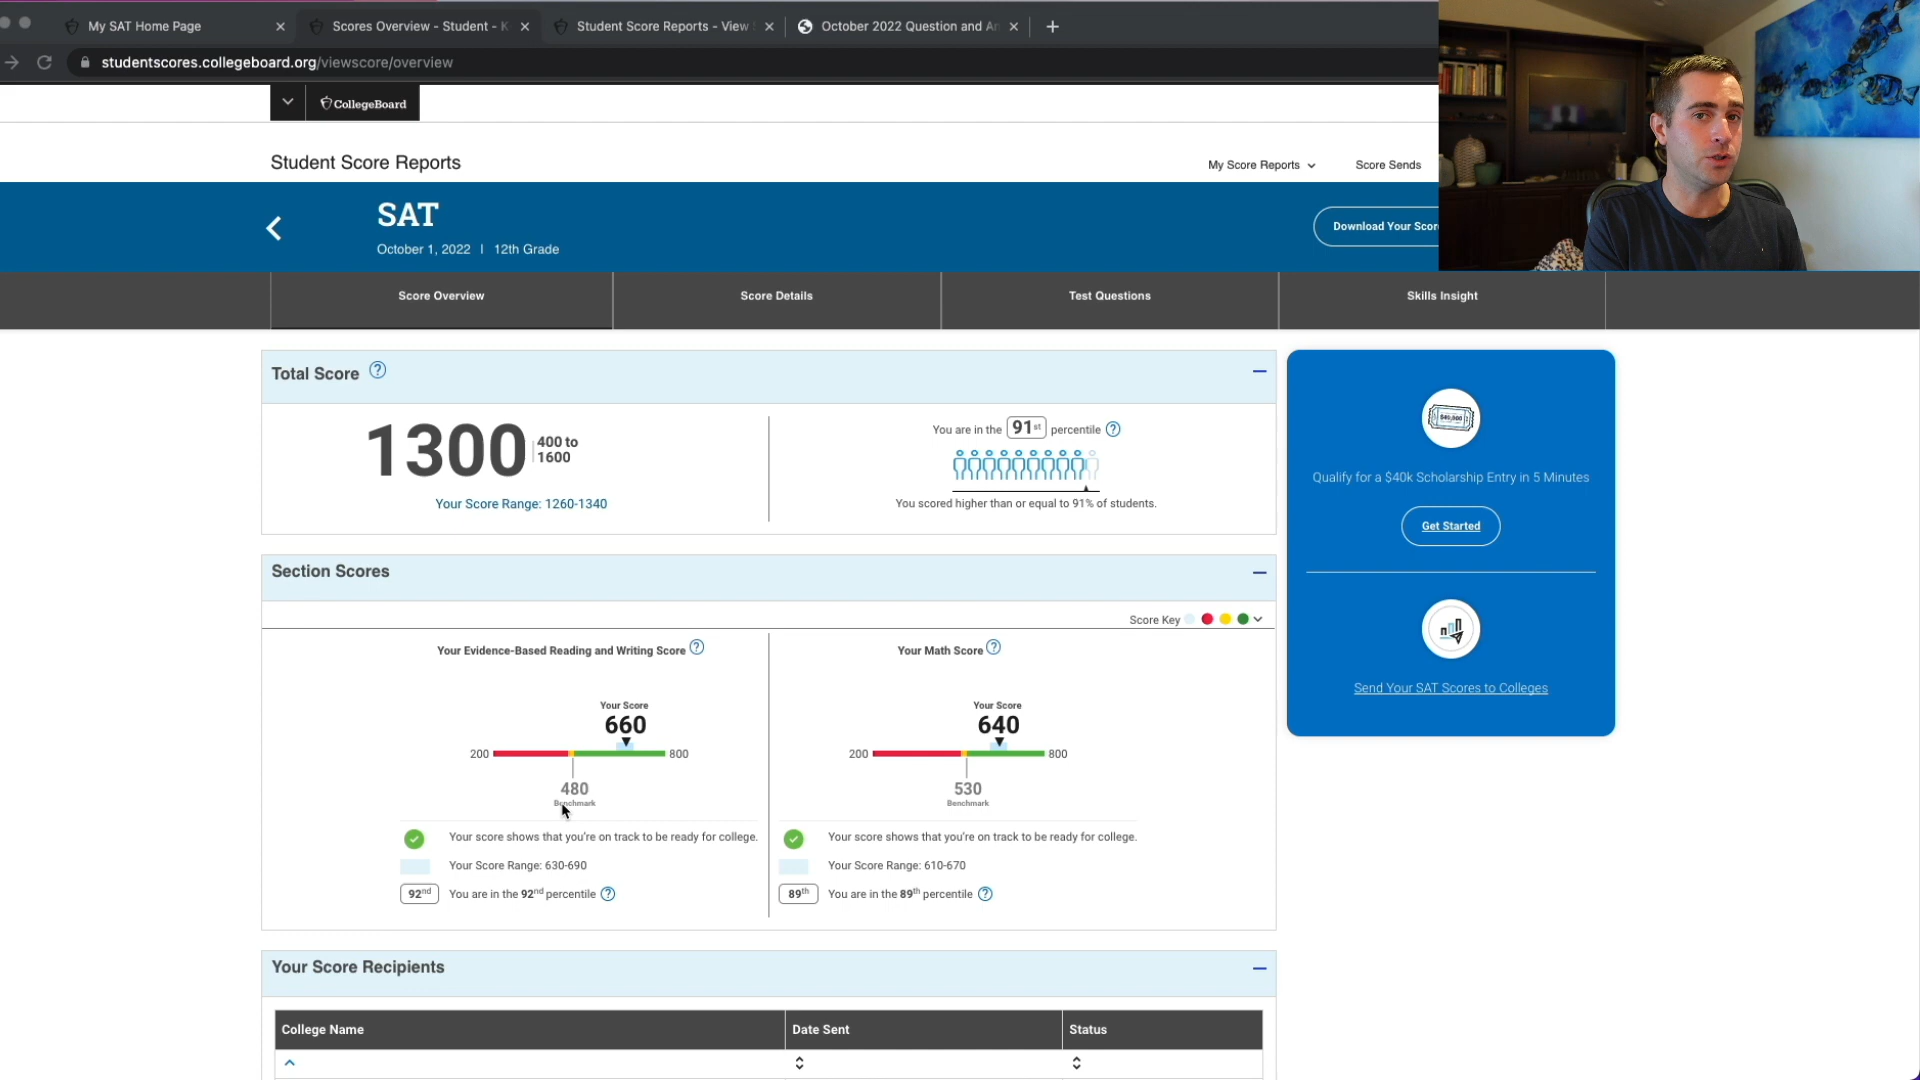 My SAT Home Page
Scores Overview - Student - K
Student Score Reports - View
October 2022 Question and An
studentscores.collegeboard.org/viewscore/overview
CollegeBoard
Student Score Reports
My Score Reports
Score Sends
SAT
October 1, 2022 | 12th Grade
Download Your Scor
Score Overview
Score Details
Test Questions
Skills Insight
Total Score ?
1300
400 to
1600
Your Score Range: 1260-1340
You are in the 91st percentile ?
You scored higher than or equal to 91% of students.
Section Scores
Score Key
Your Evidence-Based Reading and Writing Score ?
Your Score
660
200
800
480
Benchmark
Your score shows that you're on track to be ready for college.
Your Score Range: 630-690
92nd You are in the 92nd percentile ?
Your Math Score ?
Your Score
640
200
800
530
Benchmark
Your score shows that you're on track to be ready for college.
Your Score Range: 610-670
89th You are in the 89th percentile ?
$40,000
Qualify for a $40k Scholarship Entry in 5 Minutes
Get Started
Send Your SAT Scores to Colleges
Your Score Recipients
College Name
Date Sent
Status